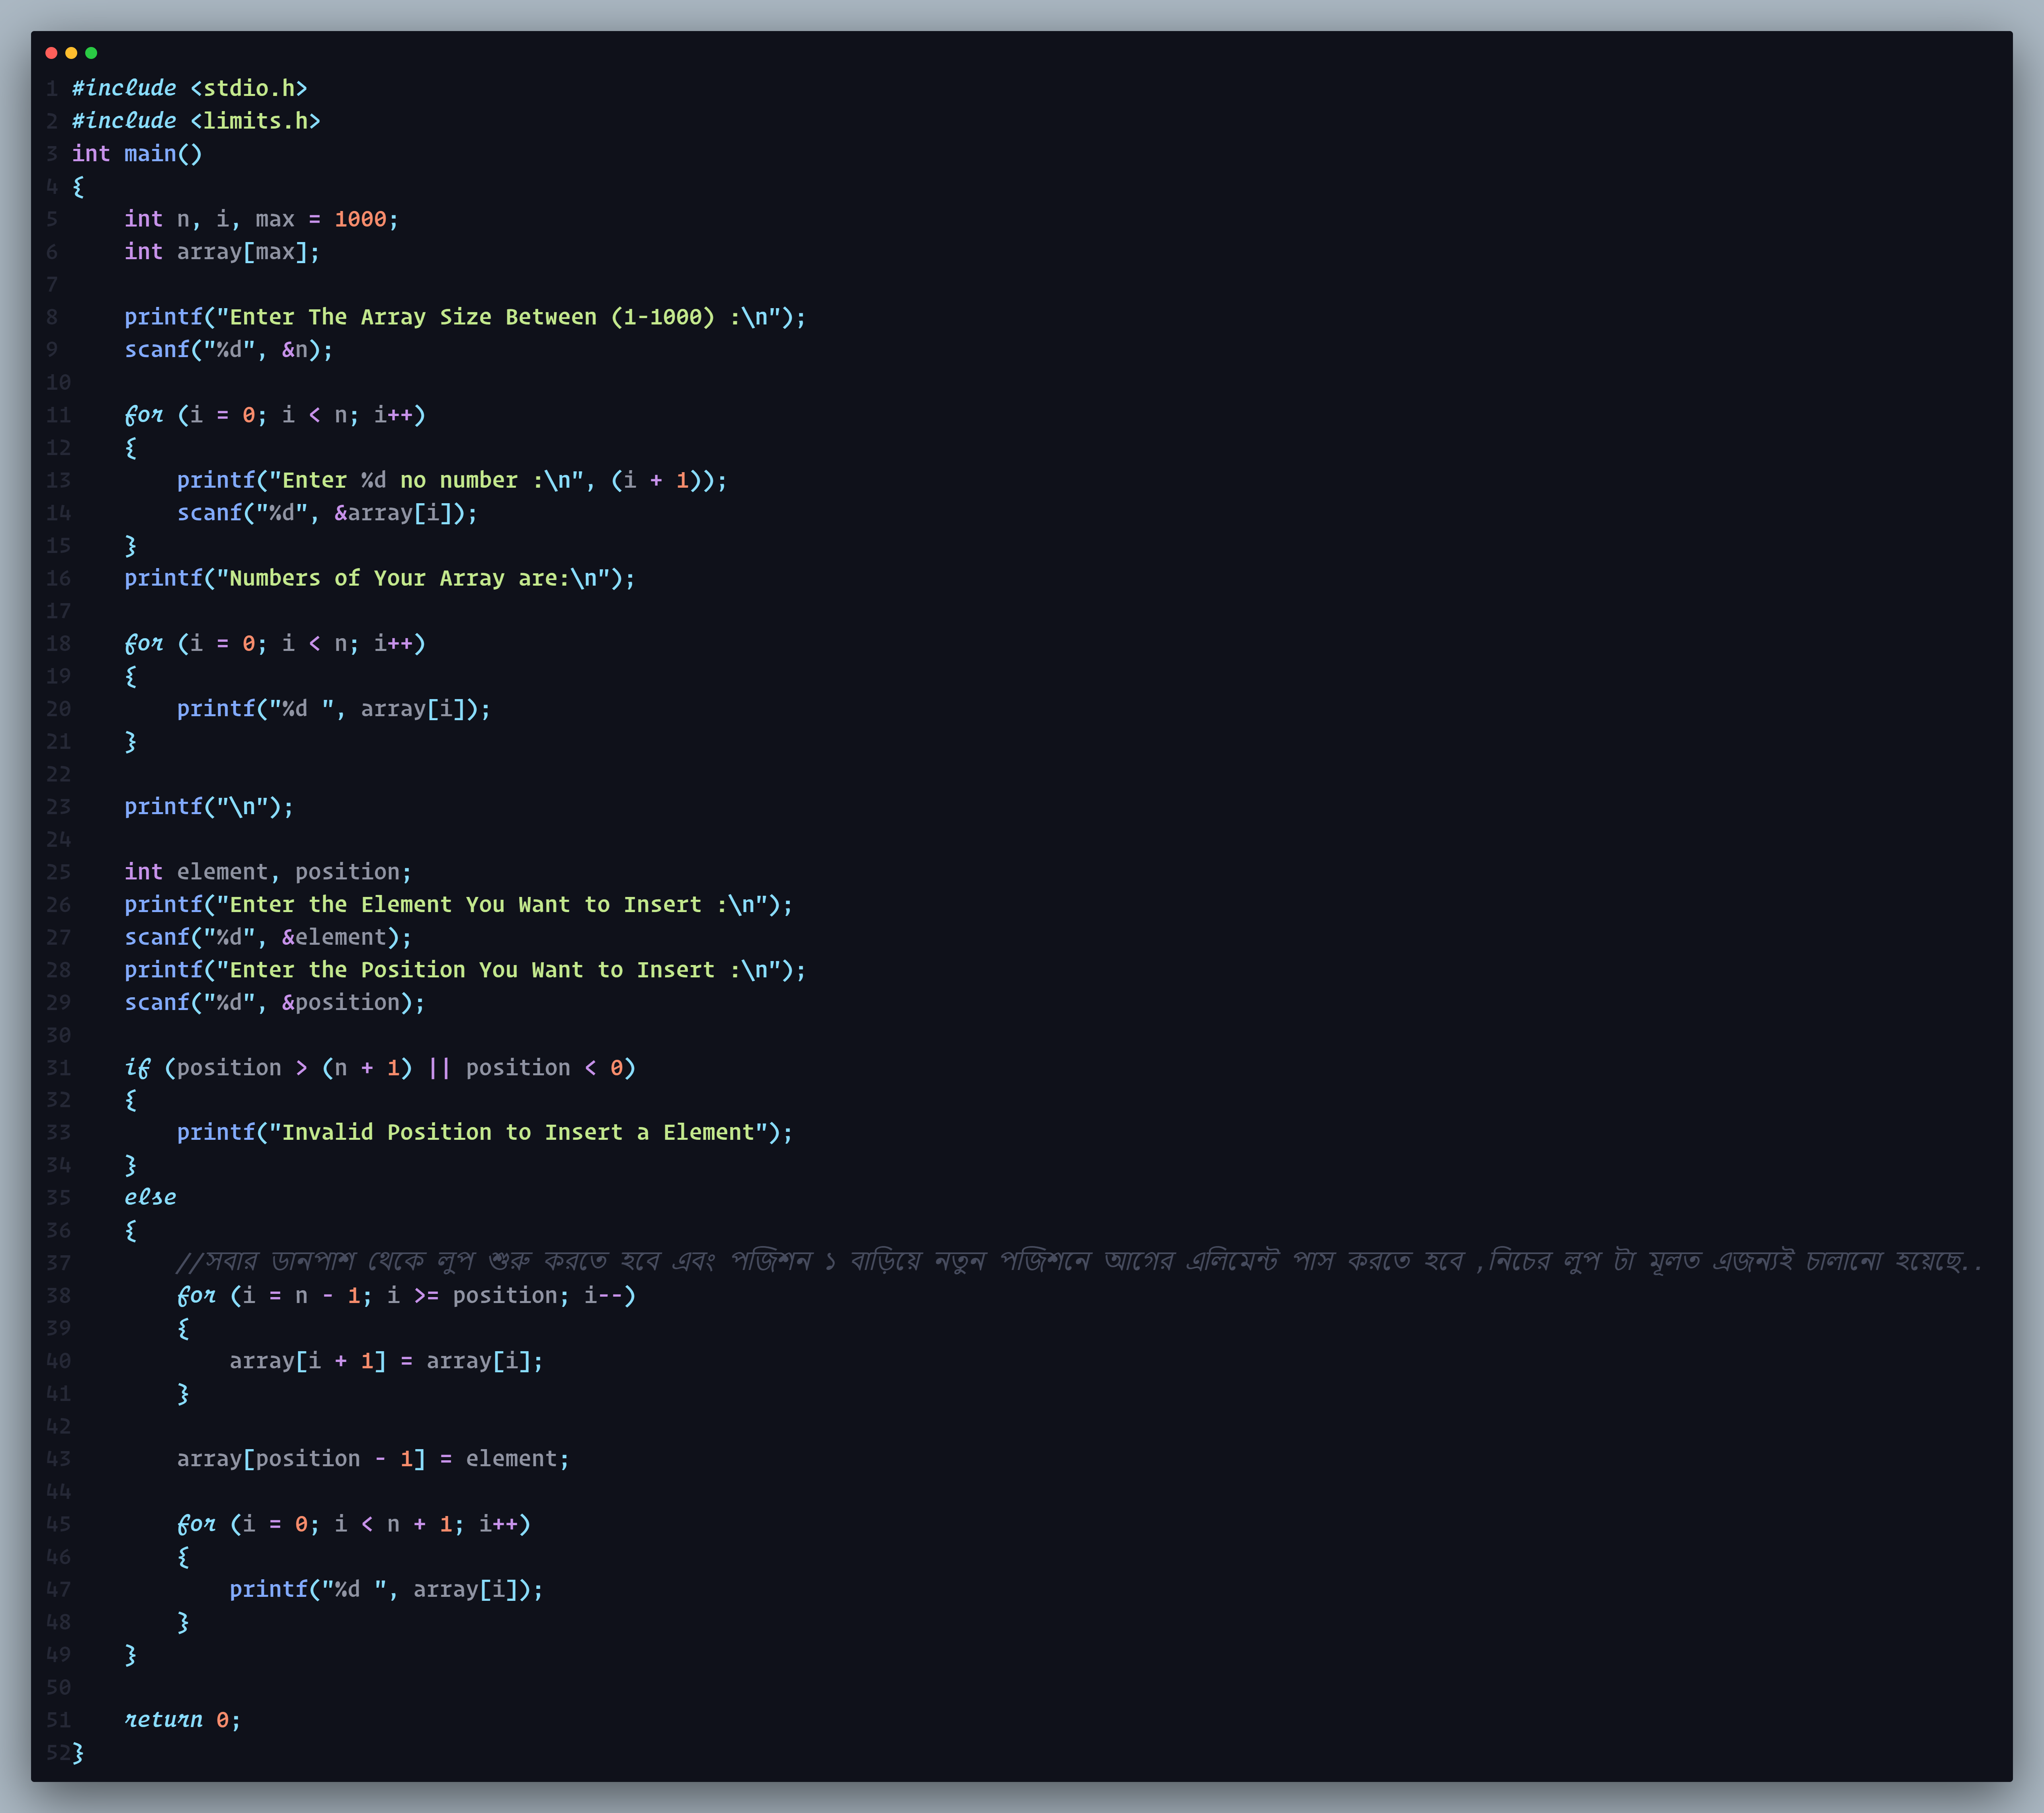 1 #include <stdio.h>
2 #include <limits.h>
3 int main()
4 {
5     int n, i, max = 1000;
6     int array[max];
7
8     printf("Enter The Array Size Between (1-1000) :\n");
9     scanf("%d", &n);
10
11     for (i = 0; i < n; i++)
12     {
13         printf("Enter %d no number :\n", (i + 1));
14         scanf("%d", &array[i]);
15     }
16     printf("Numbers of Your Array are:\n");
17
18     for (i = 0; i < n; i++)
19     {
20         printf("%d ", array[i]);
21     }
22
23     printf("\n");
24
25     int element, position;
26     printf("Enter the Element You Want to Insert :\n");
27     scanf("%d", &element);
28     printf("Enter the Position You Want to Insert :\n");
29     scanf("%d", &position);
30
31     if (position > (n + 1) || position < 0)
32     {
33         printf("Invalid Position to Insert a Element");
34     }
35     else
36     {
37         //সবার ডানপাশ থেকে লুপ শুরু করতে হবে এবং পজিশন ১ বাড়িয়ে নতুন পজিশনে আগের এলিমেন্ট পাস করতে হবে ,নিচের লুপ টা মূলত এজন্যই চালানো হয়েছে..
38         for (i = n - 1; i >= position; i--)
39         {
40             array[i + 1] = array[i];
41         }
42
43         array[position - 1] = element;
44
45         for (i = 0; i < n + 1; i++)
46         {
47             printf("%d ", array[i]);
48         }
49     }
50
51     return 0;
52 }